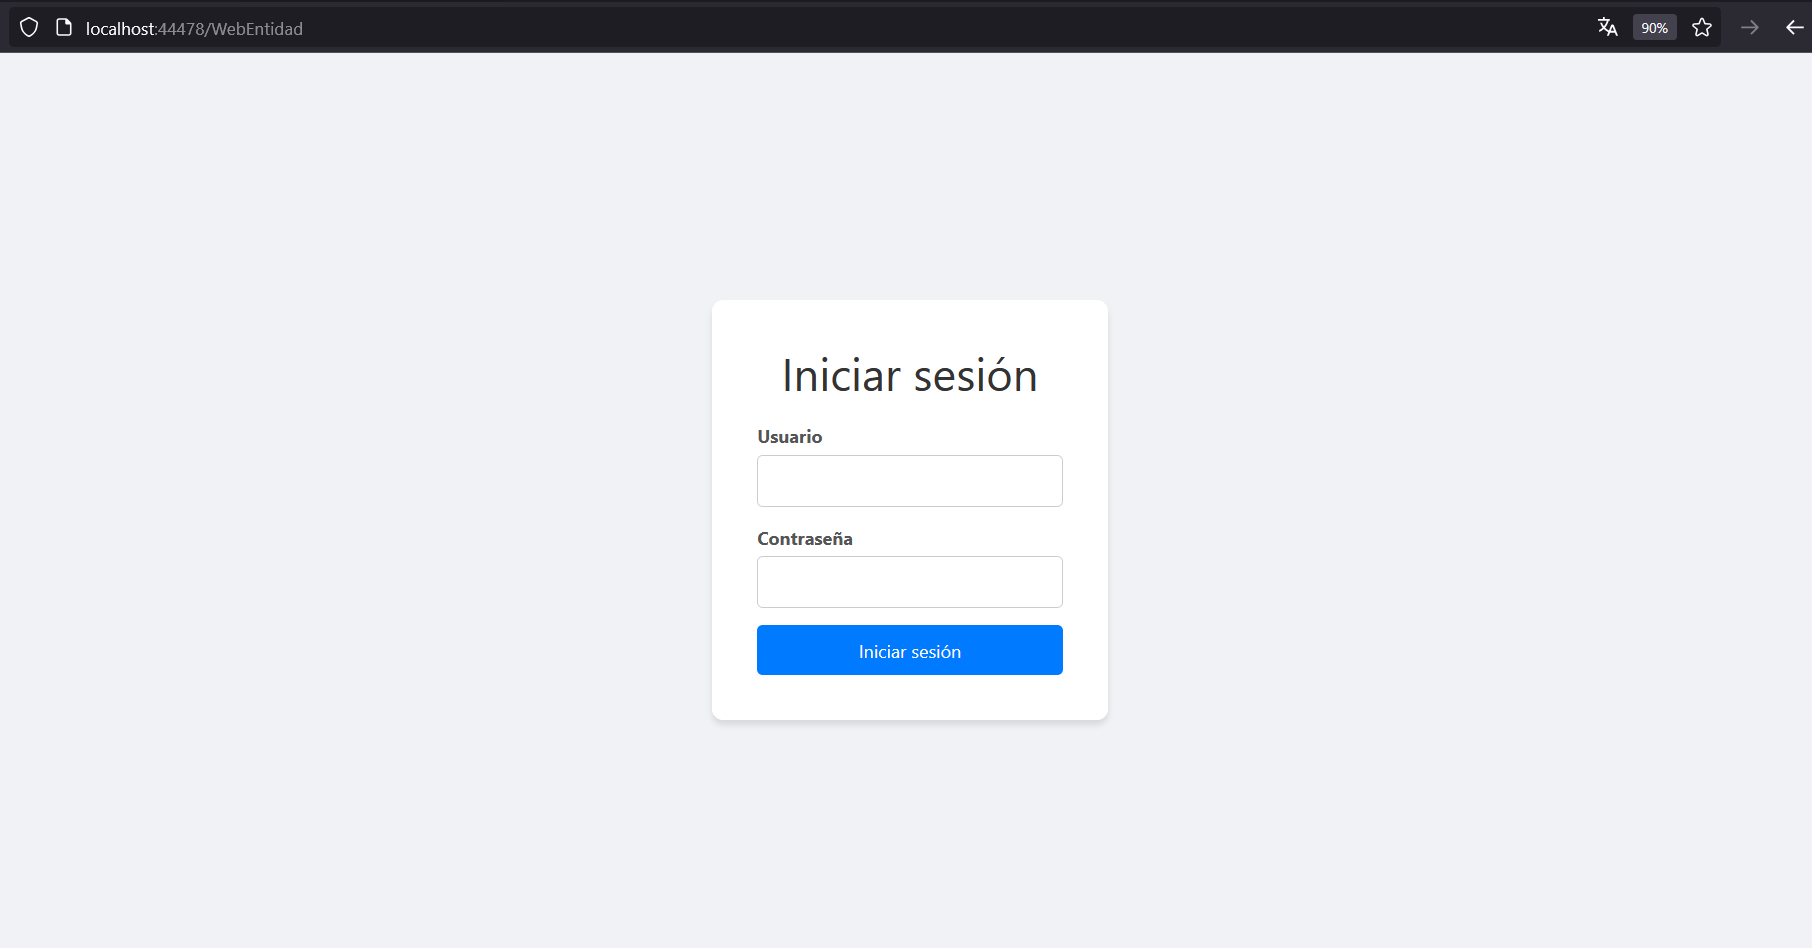 localhost:44478/WebEntidad
90%
Iniciar sesión
Usuario
Contraseña
Iniciar sesión